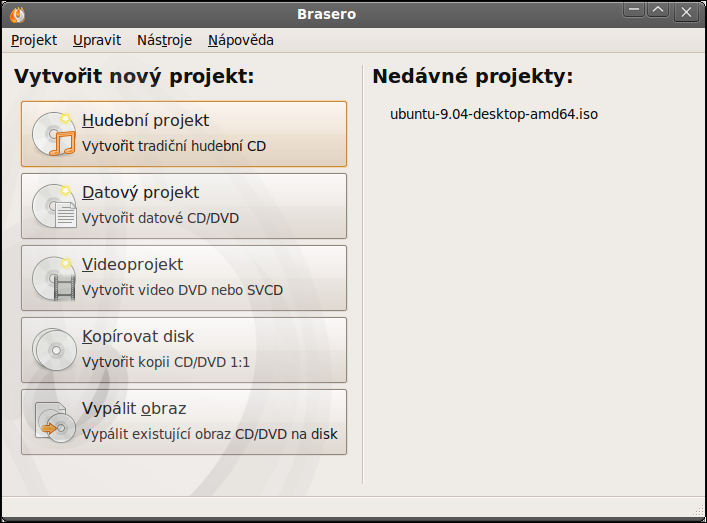 Brasero
Projekt Upravit Nástroje Nápověda
Vytvořit nový projekt:
Hudební projekt
Vytvořit tradiční hudební CD
Datový projekt
Vytvořit datové CD/DVD
Videoprojekt
Vytvořit video DVD nebo SVCD
Kopírovat disk
Vytvořit kopii CD/DVD 1:1
Vypálit obraz
Vypálit existující obraz CD/DVD na disk
Nedávné projekty:
ubuntu-9.04-desktop-amd64.iso